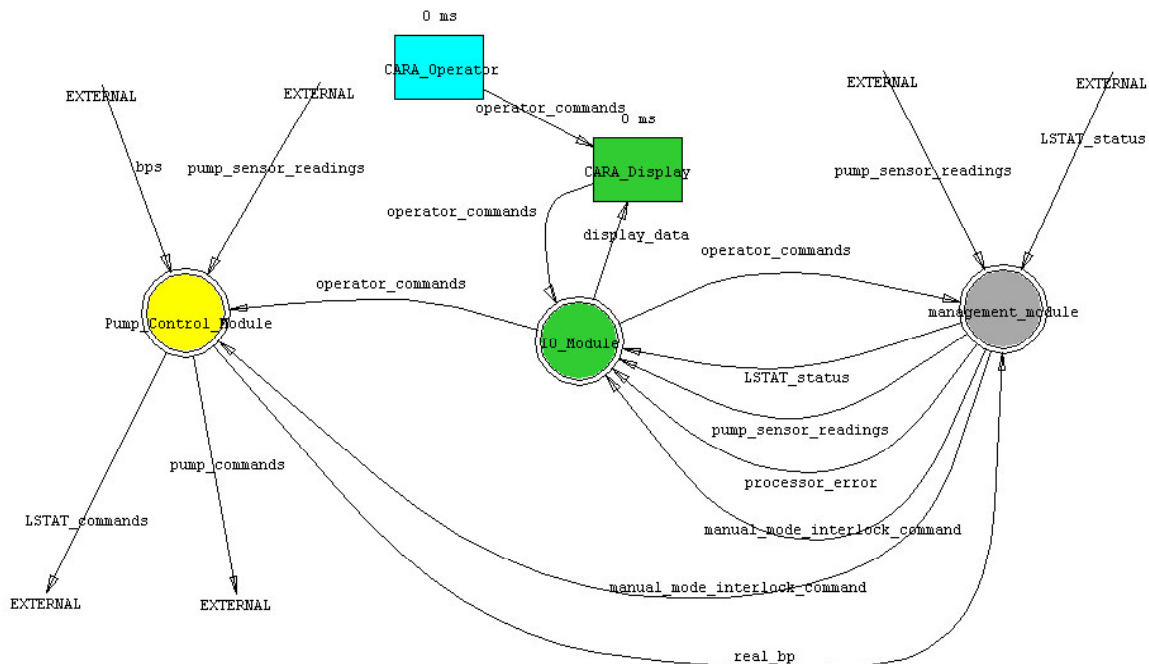 0 ms
CARA_Operator
EXTERNAL
EXTERNAL
EXTERNAL
EXTERNAL
operator_commands
0 ms
LSTAT_status
bps
pump_sensor_readings
CARA_Display
pump_sensor_readings
operator_commands
display_data
operator_commands
operator_commands
Pump_Control_Module
IO_Module
management_module
LSTAT_status
pump_sensor_readings
pump_commands
processor_error
LSTAT_commands
manual_mode_interlock_command
manual_mode_interlock_command
EXTERNAL
EXTERNAL
real_bp